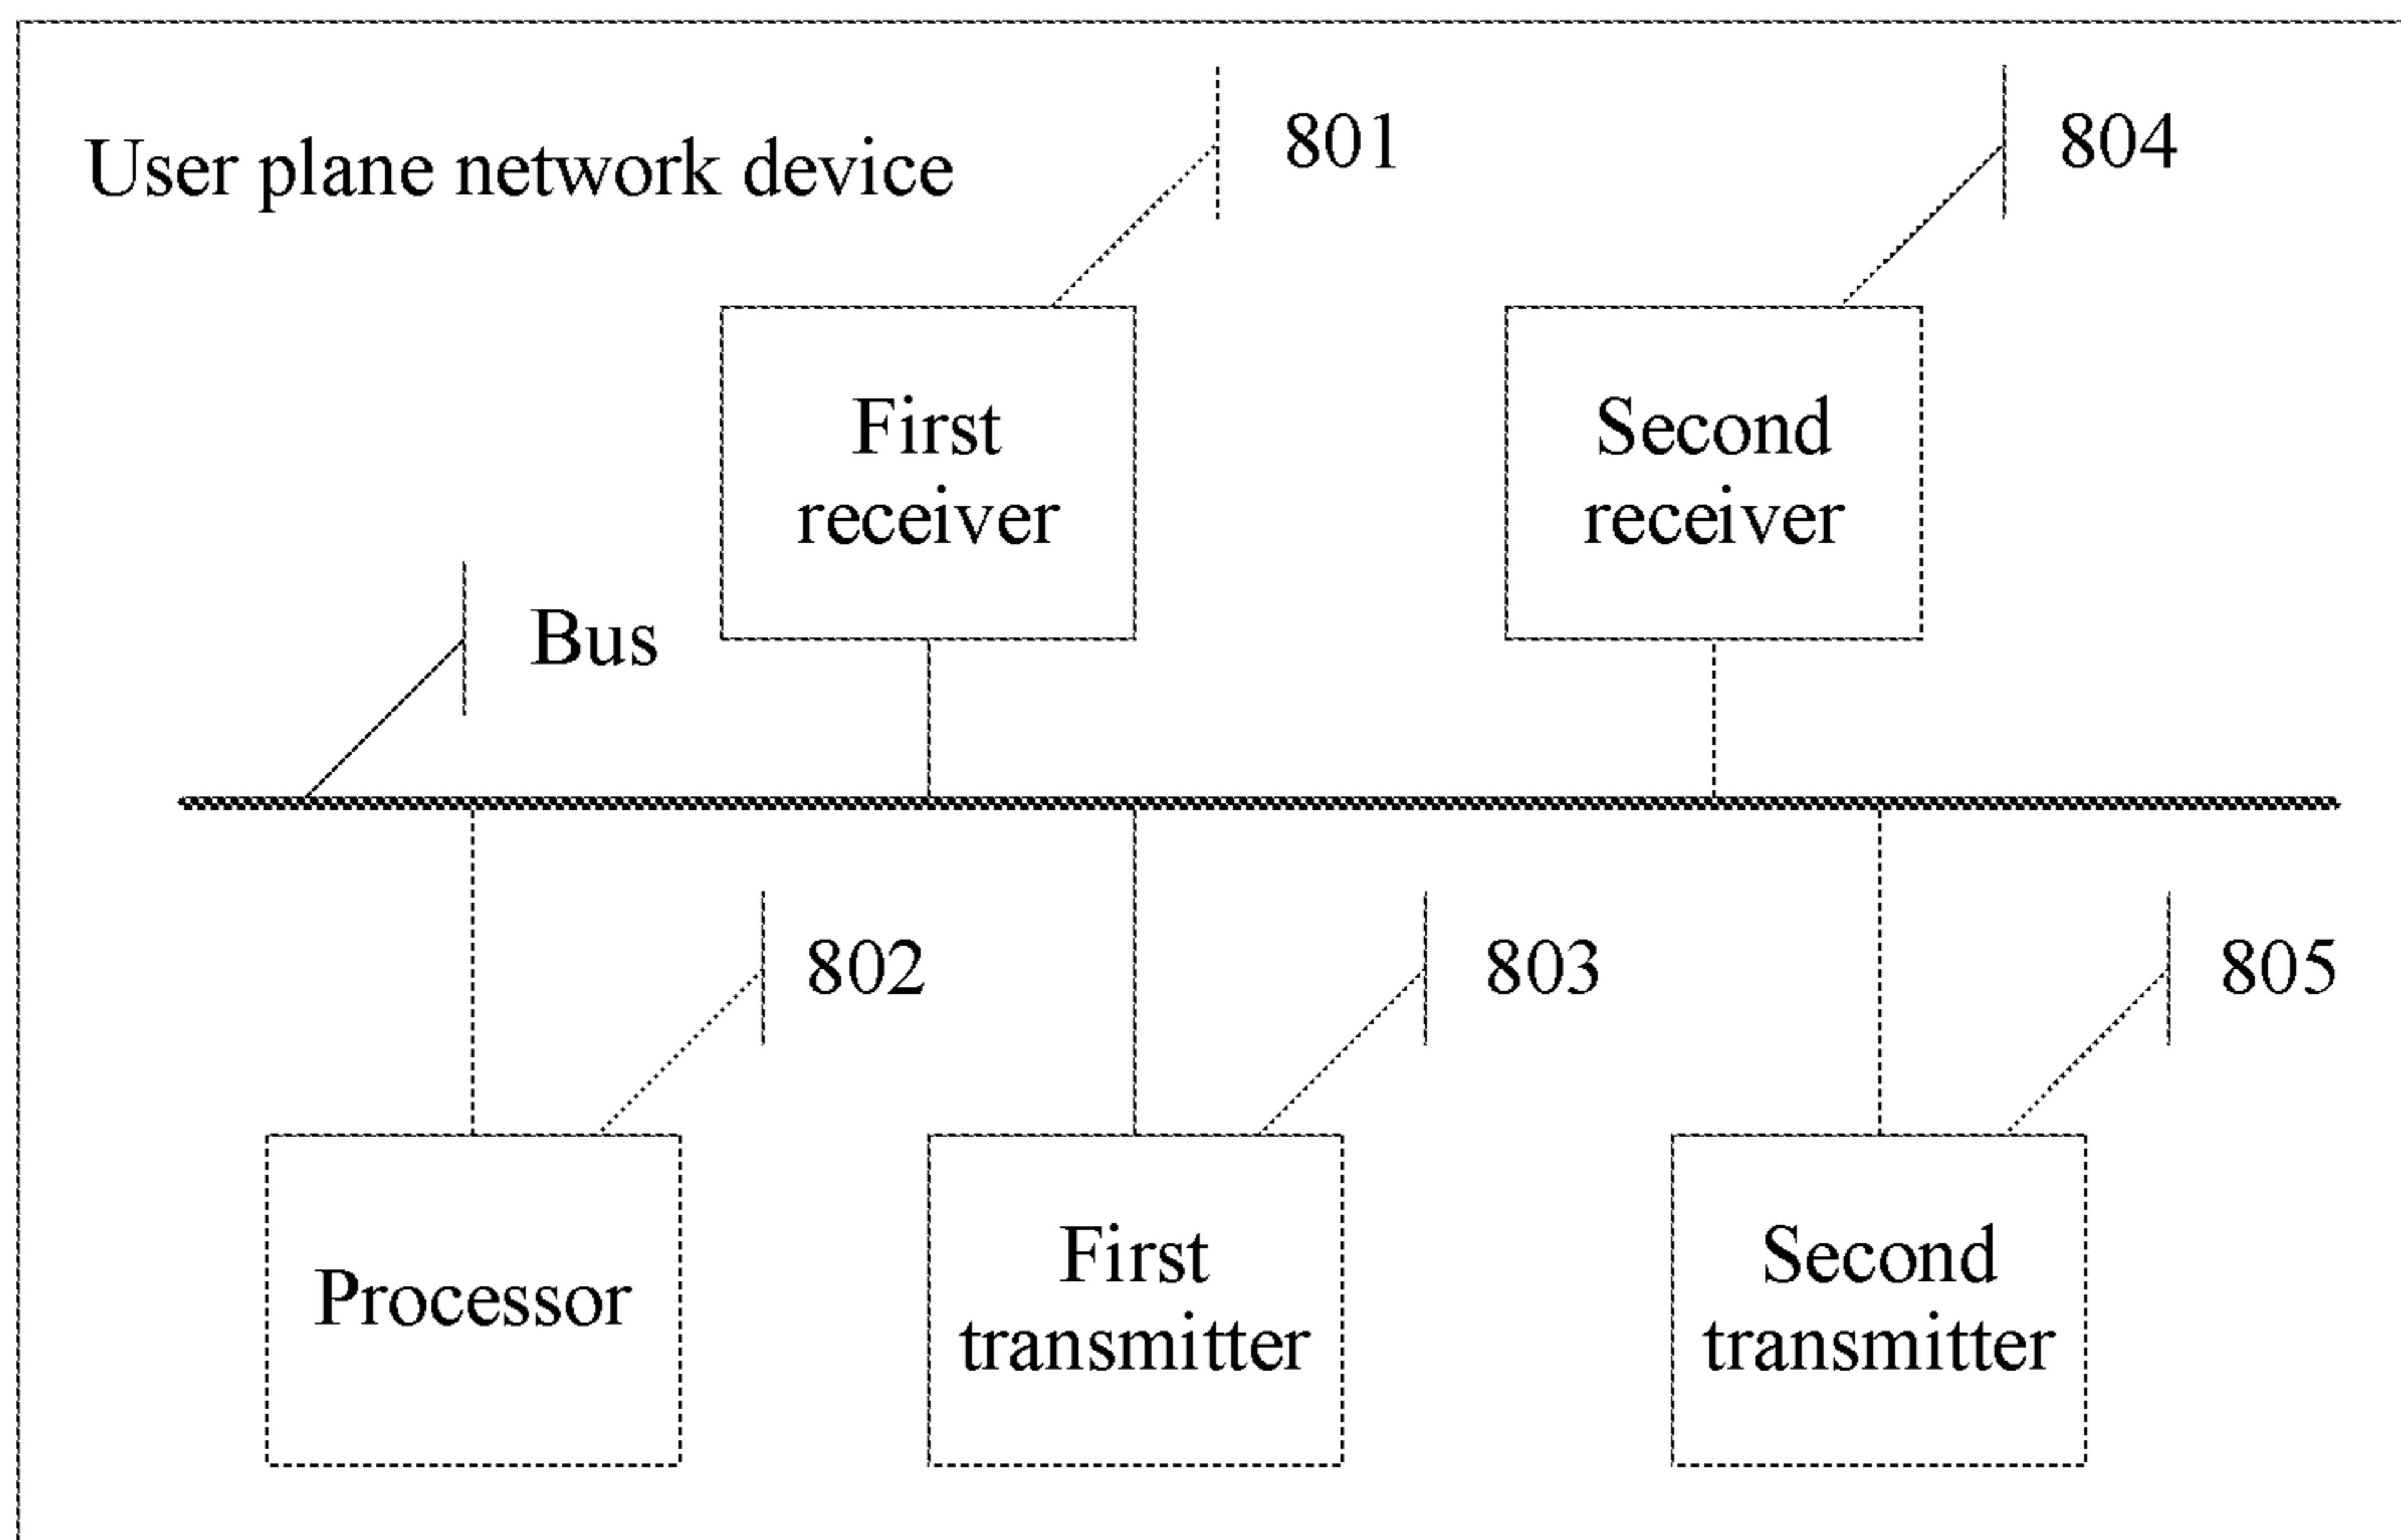 User plane network device
801
804
First
receiver
Second
receiver
Bus
802
803
805
Processor
First
transmitter
Second
transmitter